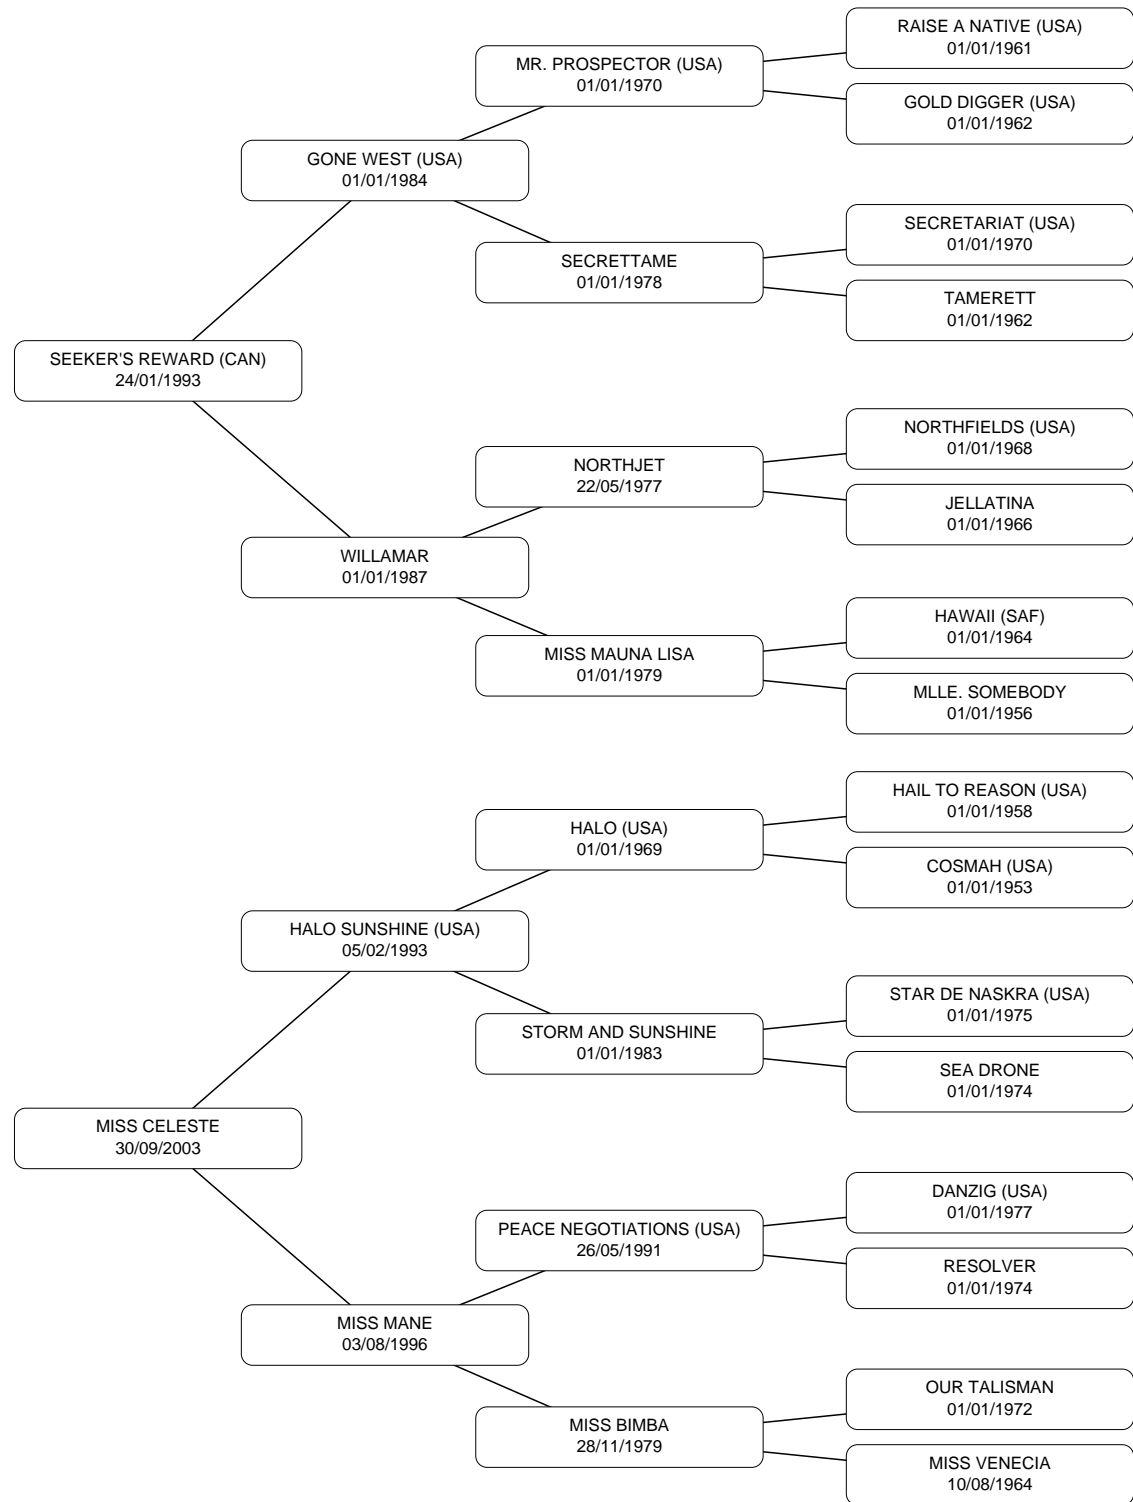 RAISE A NATIVE (USA)
01/01/1961
MR. PROSPECTOR (USA)
01/01/1970
GOLD DIGGER (USA)
01/01/1962
GONE WEST (USA)
01/01/1984
SECRETARIAT (USA)
01/01/1970
SECRETTAME
01/01/1978
TAMERETT
01/01/1962
SEEKER'S REWARD (CAN)
24/01/1993
NORTHFIELDS (USA)
01/01/1968
NORTHJET
22/05/1977
JELLATINA
01/01/1966
WILLAMAR
01/01/1987
HAWAII (SAF)
01/01/1964
MISS MAUNA LISA
01/01/1979
MLLE. SOMEBODY
01/01/1956
HAIL TO REASON (USA)
01/01/1958
HALO (USA)
01/01/1969
COSMAH (USA)
01/01/1953
HALO SUNSHINE (USA)
05/02/1993
STAR DE NASKRA (USA)
01/01/1975
STORM AND SUNSHINE
01/01/1983
SEA DRONE
01/01/1974
MISS CELESTE
30/09/2003
DANZIG (USA)
01/01/1977
PEACE NEGOTIATIONS (USA)
26/05/1991
RESOLVER
01/01/1974
MISS MANE
03/08/1996
OUR TALISMAN
01/01/1972
MISS BIMBA
28/11/1979
MISS VENECIA
10/08/1964